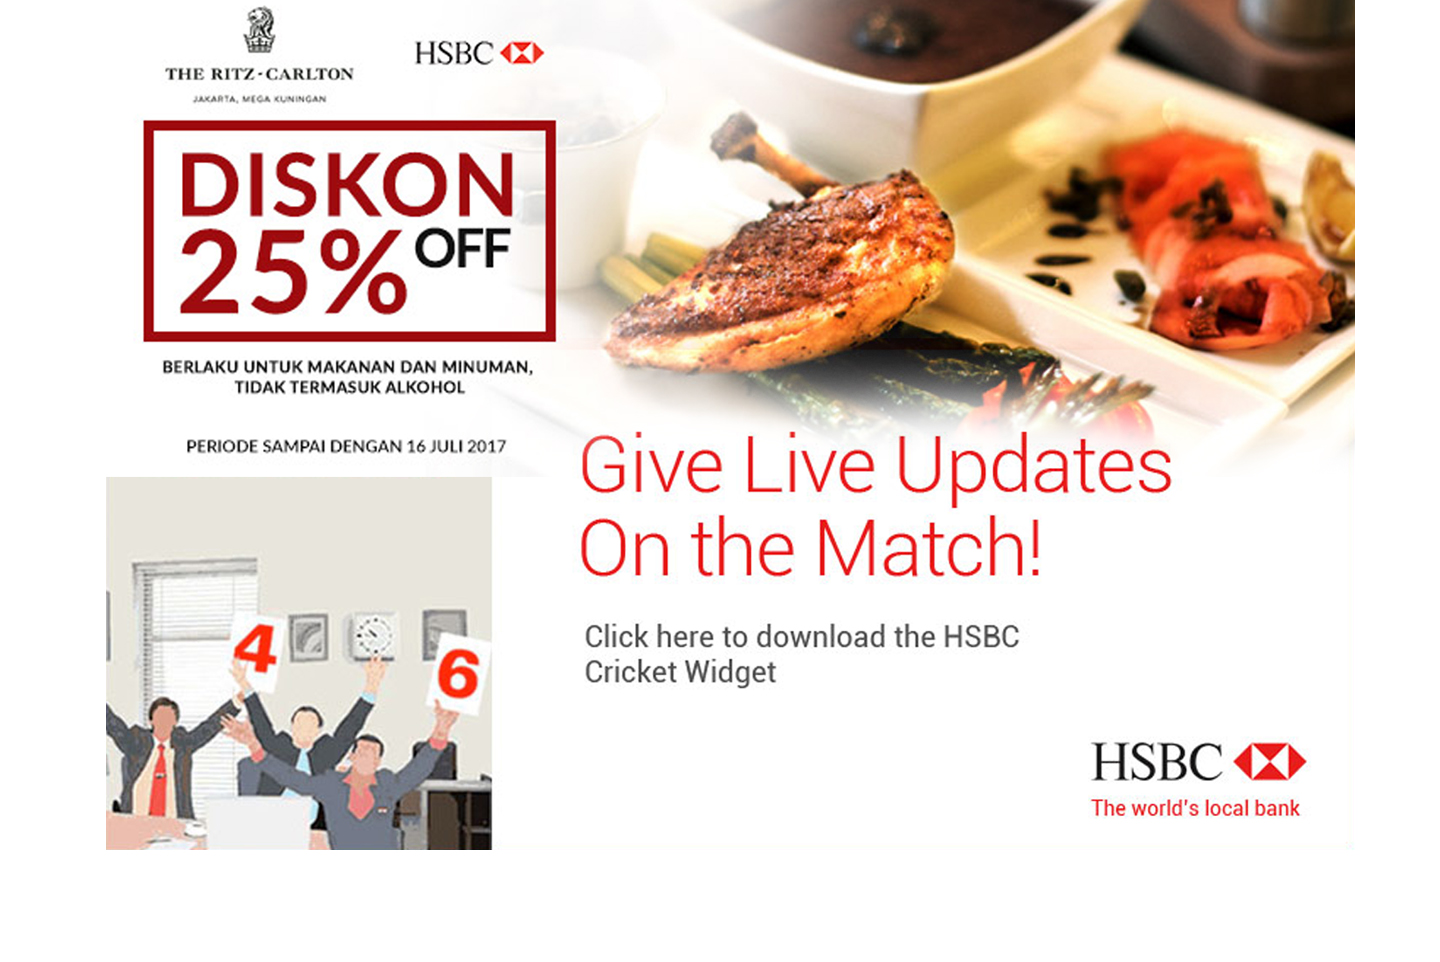 THE RITZ-CARLTON
JAKARTA, MEGA KUNINGAN
HSBC
DISKON
25% OFF
BERLAKU UNTUK MAKANAN DAN MINUMAN,
TIDAK TERMASUK ALKOHOL
PERIODE SAMPAI DENGAN 16 JULI 2017
Give Live Updates
On the Match!
Click here to download the HSBC
Cricket Widget
4
6
HSBC
The world's local bank